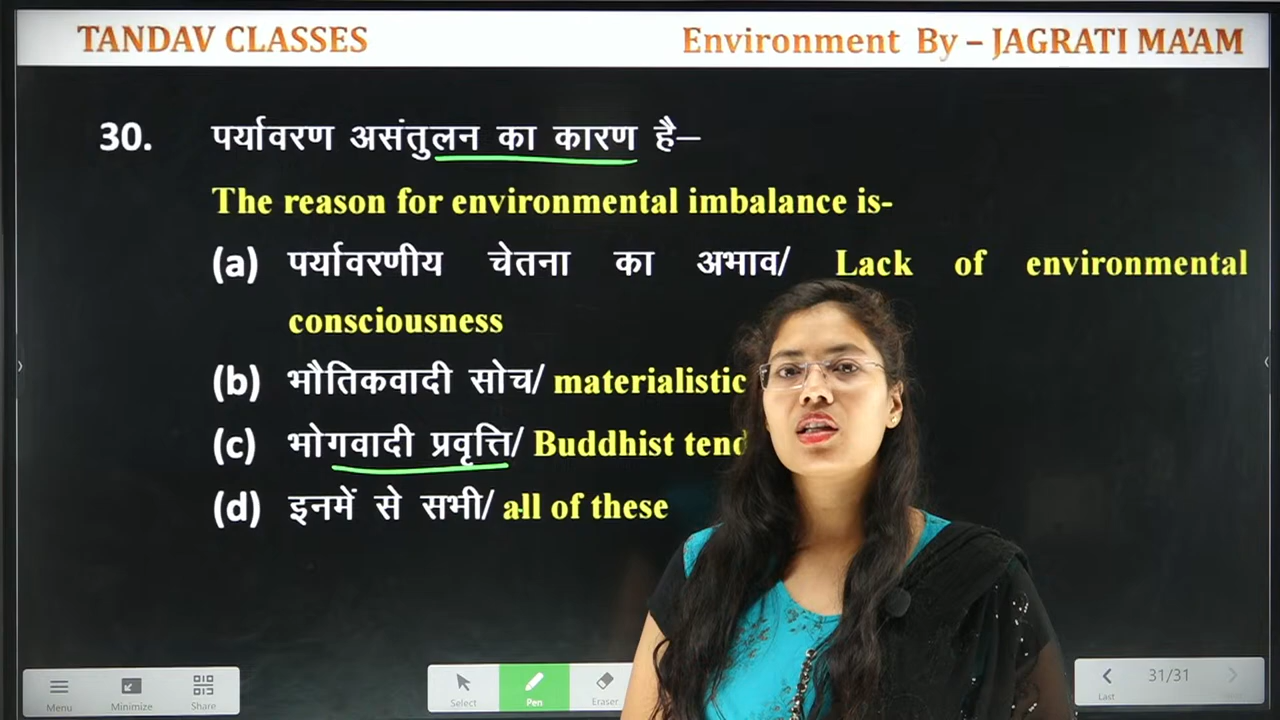 TANDAV CLASSES
Environment By – JAGRATI MA'AM
30. पर्यावरण असंतुलन का कारण है–
The reason for environmental imbalance is-
(a) पर्यावरणीय चेतना का अभाव/ Lack of environmental
consciousness
(b) भौतिकवादी सोच/ materialistic
(c) भोगवादी प्रवृत्ति/ Buddhist
(d) इनमें से सभी/ all of these
Menu Minimize Share Select Pen Eraser Last 31/31